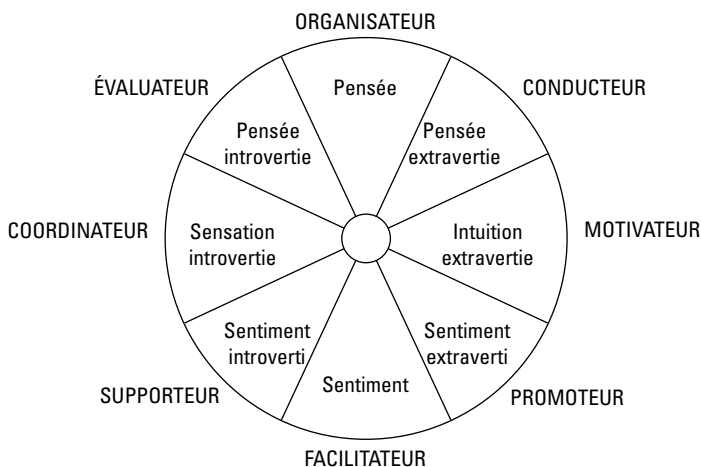 ORGANISATEUR
ÉVALUATEUR
Pensée
CONDUCTEUR
Pensée
introvertie
Pensée
extravertie
COORDINATEUR
Sensation
introvertie
Intuition
extravertie
MOTIVATEUR
Sentiment
introverti
Sentiment
extraverti
SUPPORTEUR
Sentiment
PROMOTEUR
FACILITATEUR